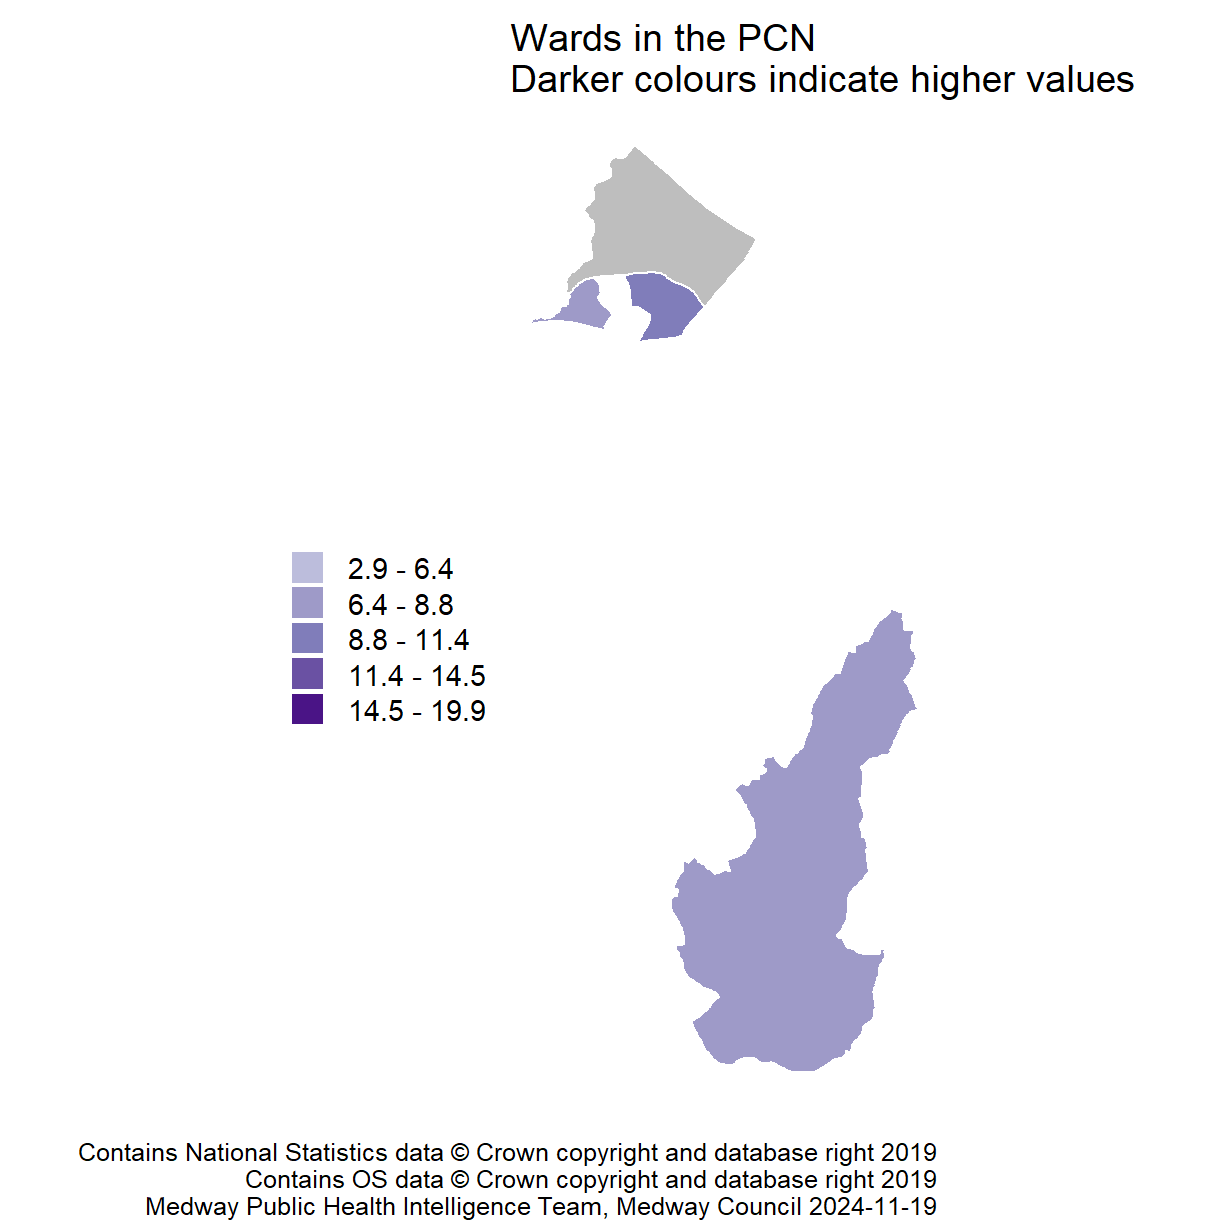 Wards in the PCN
Darker colours indicate higher values
2.9 - 6.4
6.4 - 8.8
8.8 - 11.4
11.4 - 14.5
14.5 - 19.9
Contains National Statistics data © Crown copyright and database right 2019
Contains OS data © Crown copyright and database right 2019
Medway Public Health Intelligence Team, Medway Council 2024-11-19